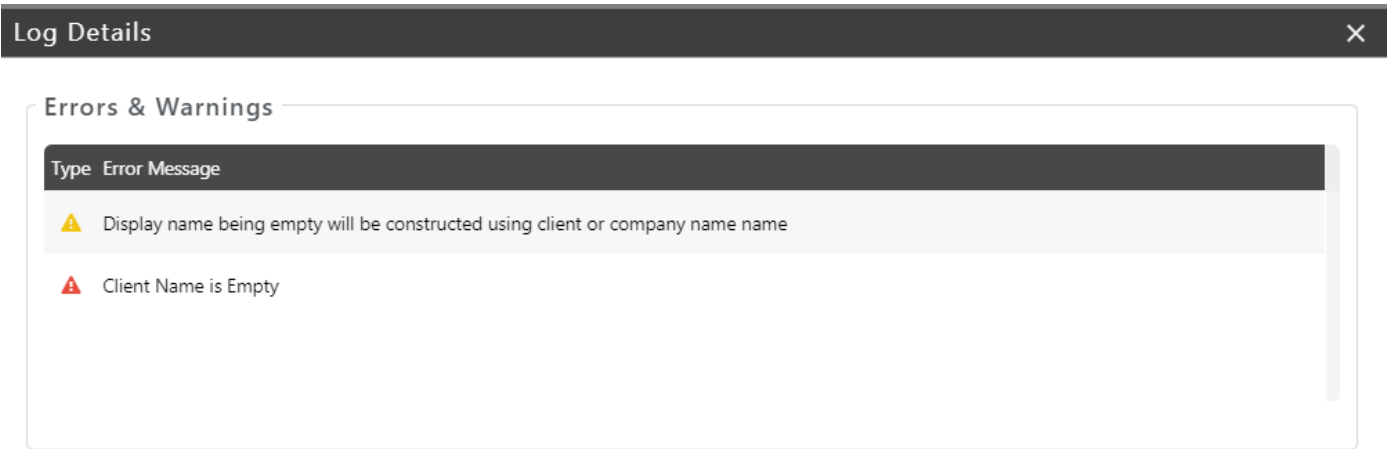 Log Details
Errors & Warnings
Type Error Message
Display name being empty will be constructed using client or company name name
Client Name is Empty